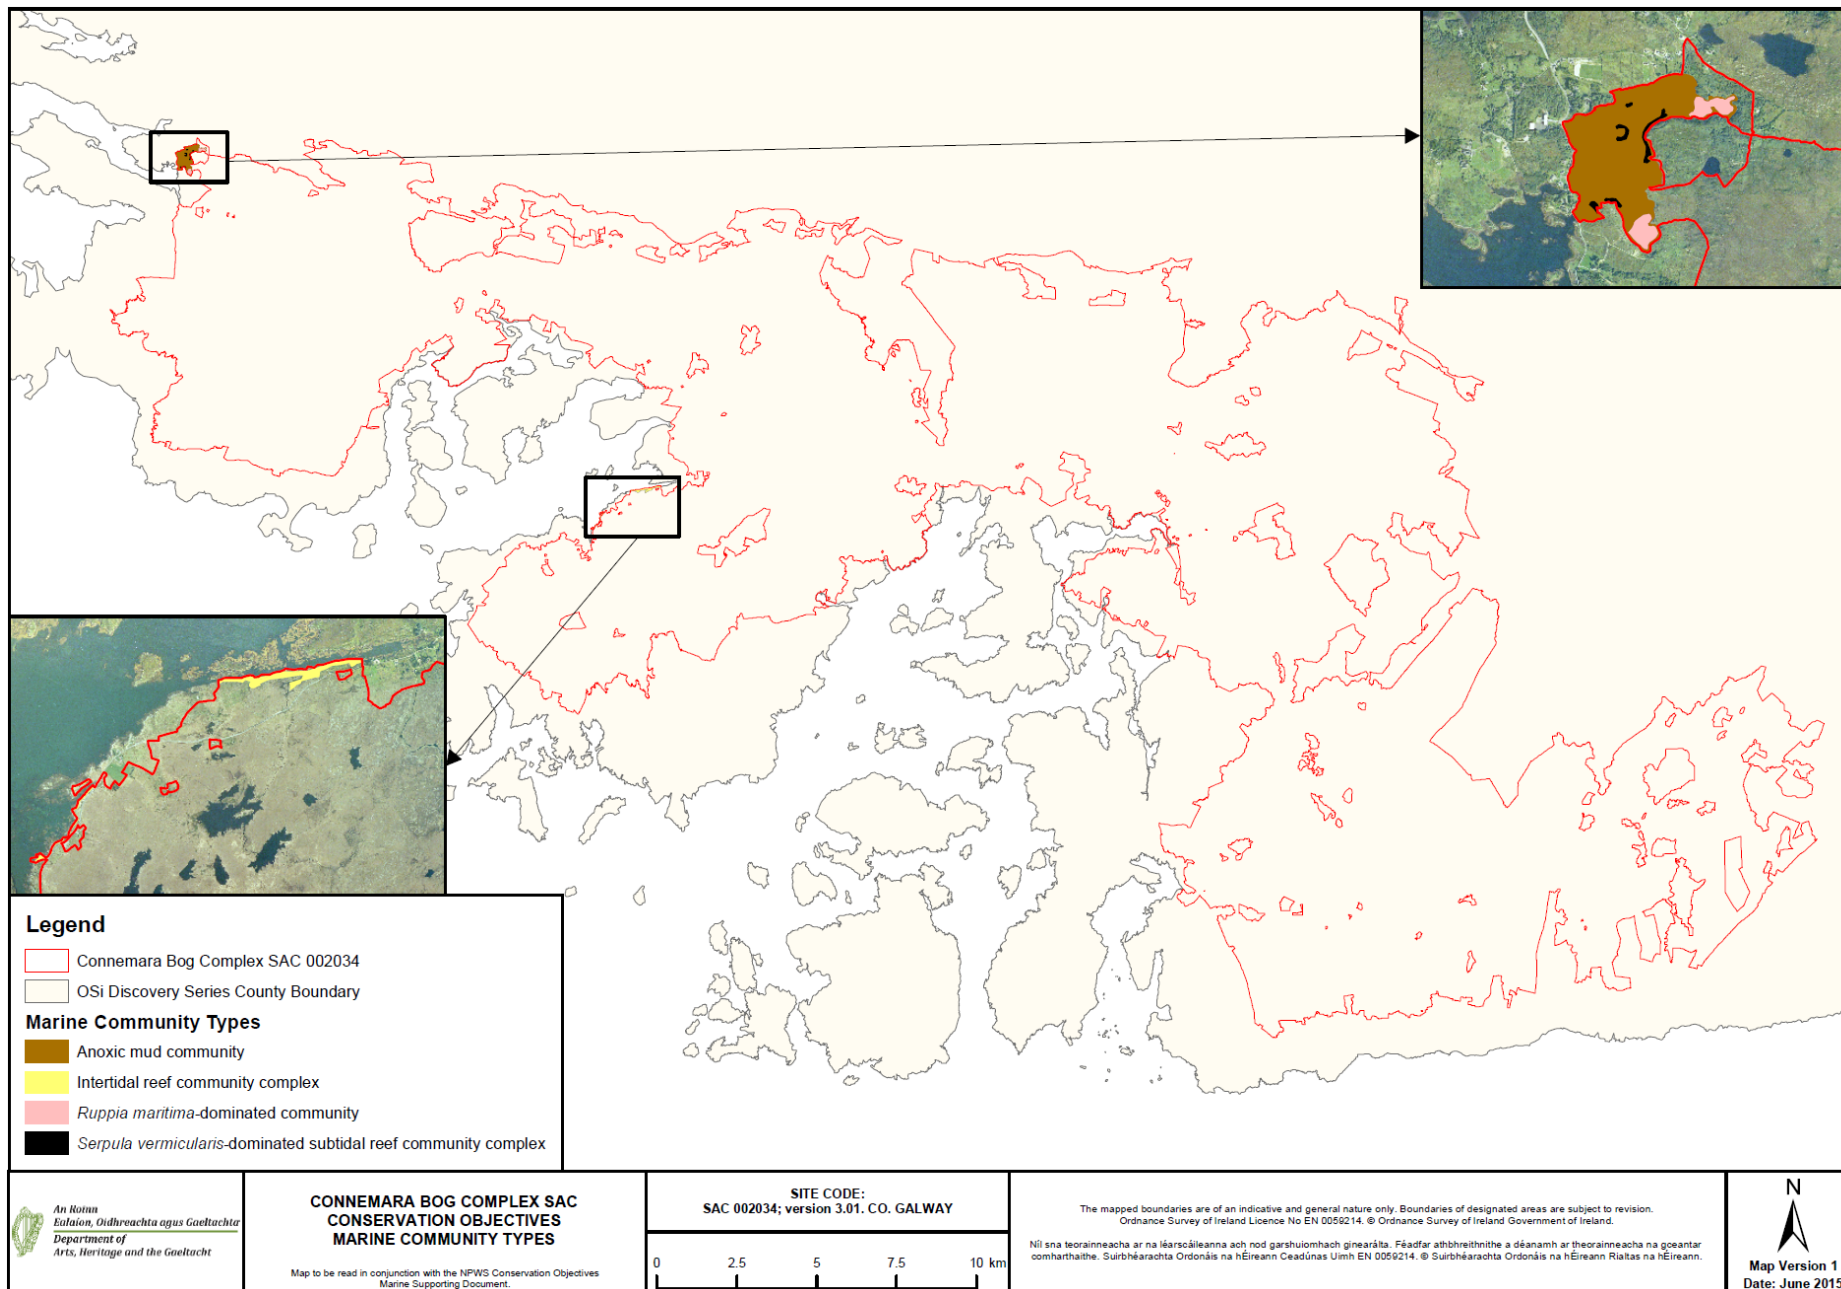 Legend
Connemara Bog Complex SAC 002034
OSi Discovery Series County Boundary
Marine Community Types
Anoxic mud community
Intertidal reef community complex
Ruppia maritima-dominated community
Serpula vermicularis-dominated subtidal reef community complex
An Roinn
Ealaíon, Oidhreachta agus Gaeltachta
Department of
Arts, Heritage and the Gaeltacht
CONNEMARA BOG COMPLEX SAC
CONSERVATION OBJECTIVES
MARINE COMMUNITY TYPES
Map to be read in conjunction with the NPWS Conservation Objectives
Marine Supporting Document.
SITE CODE:
SAC 002034; version 3.01. CO. GALWAY
0 2.5 5 7.5 10 km
The mapped boundaries are of an indicative and general nature only. Boundaries of designated areas are subject to revision.
Ordnance Survey of Ireland Licence No EN 0059214. © Ordnance Survey of Ireland Government of Ireland.
Níl sna teorainneacha ar na léarscáileanna ach nod garshuiomhach ginearálta. Féadfar athbhreithnithe a déanamh ar theorainneacha na gceantar
comharthaithe. Suirbhéarachta Ordonáis na hÉireann Ceadúnas Uimh EN 0059214. © Suirbhéarachta Ordonáis na hÉireann Rialtas na hÉireann.
N
Map Version 1
Date: June 2015